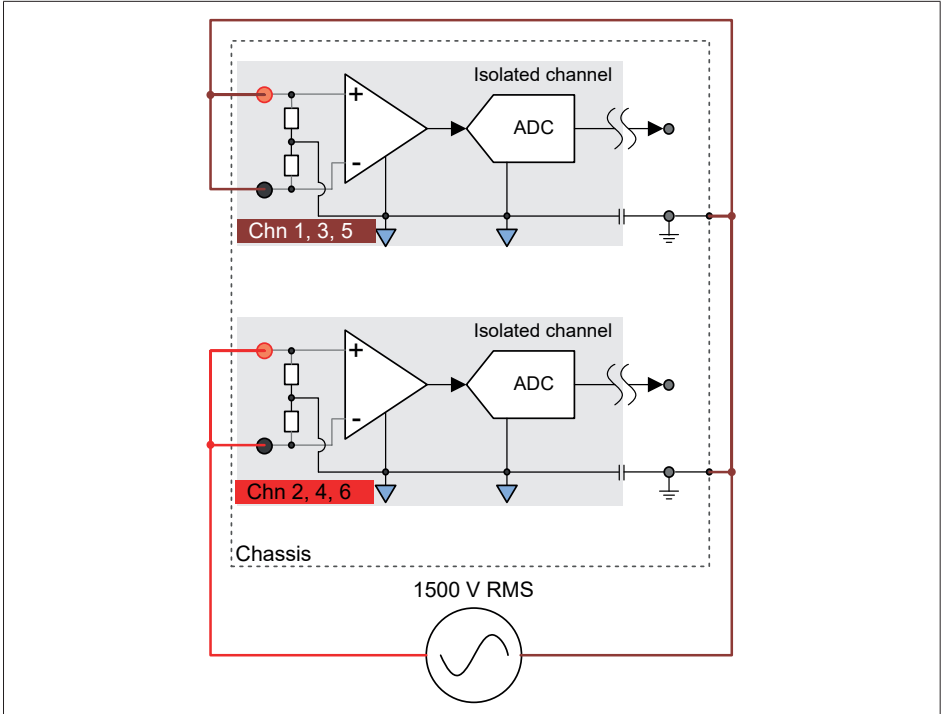 Isolated channel
+
ADC
-
Chn 1, 3, 5
Isolated channel
+
ADC
-
Chn 2, 4, 6
Chassis
1500 V RMS